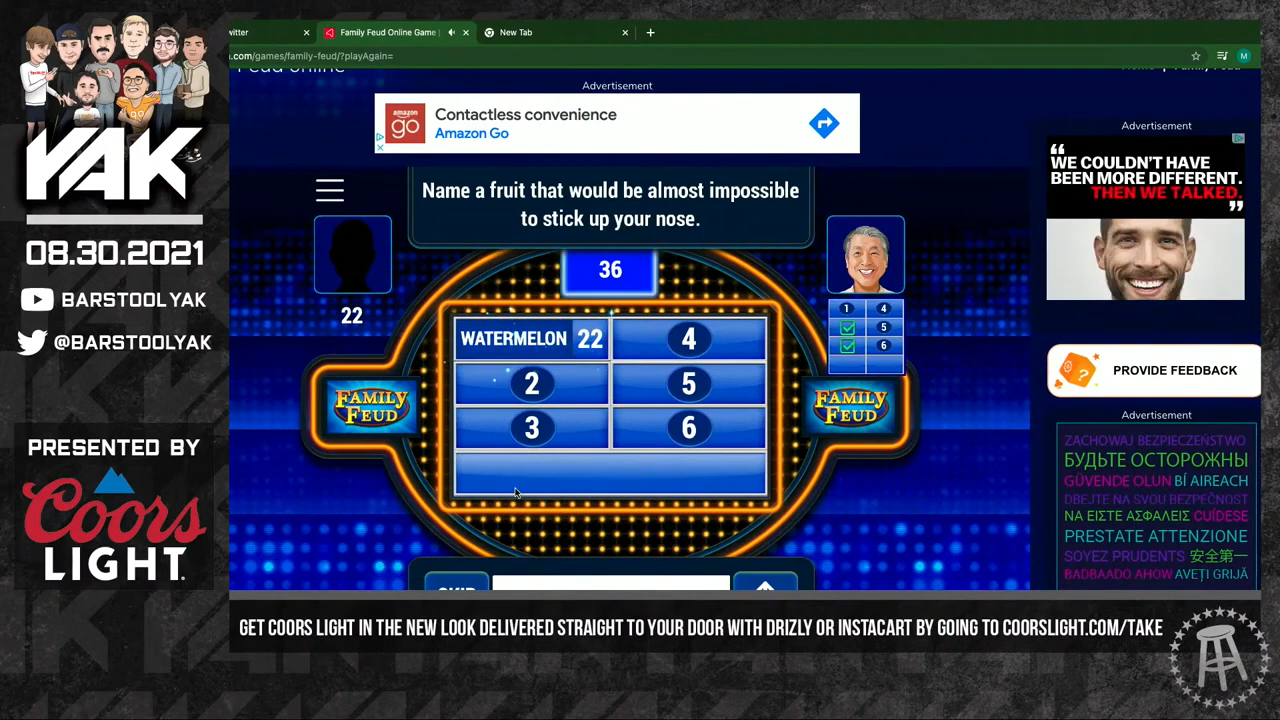 YAK
08.30.2021
BARSTOOLYAK
@BARSTOOLYAK
PRESENTED BY
Coors
LIGHT
witter
Family Feud Online Game
New Tab
.com/games/family-feud/?playAgain=
M
Advertisement
amazon
go
Contactless convenience
Amazon Go
Name a fruit that would be almost impossible
to stick up your nose.
36
22
WATERMELON 22
4
2
5
3
6
FAMILY
FEUD
FAMILY
FEUD
1 4
5
6
Advertisement
“
WE COULDN'T HAVE
BEEN MORE DIFFERENT.
THEN WE TALKED.
”
PROVIDE FEEDBACK
Advertisement
ZACHOWAJ BEZPIECZEŃSTWO
БУДЬТЕ ОСТОРОЖНЫ
GÜVENDE OLUN BÍ AIREACH
DBEJTE NA SVOU BEZPEČNOST
ΝΑ ΕΙΣΤΕ ΑΣΦΑΛΕΙΣ CUÍDESE
PRESTATE ATTENZIONE
SOYEZ PRUDENTS 安全第一
BADBAADO AHOW AVEȚI GRIJĂ
GET COORS LIGHT IN THE NEW LOOK DELIVERED STRAIGHT TO YOUR DOOR WITH DRIZLY OR INSTACART BY GOING TO COORSLIGHT.COM/TAKE